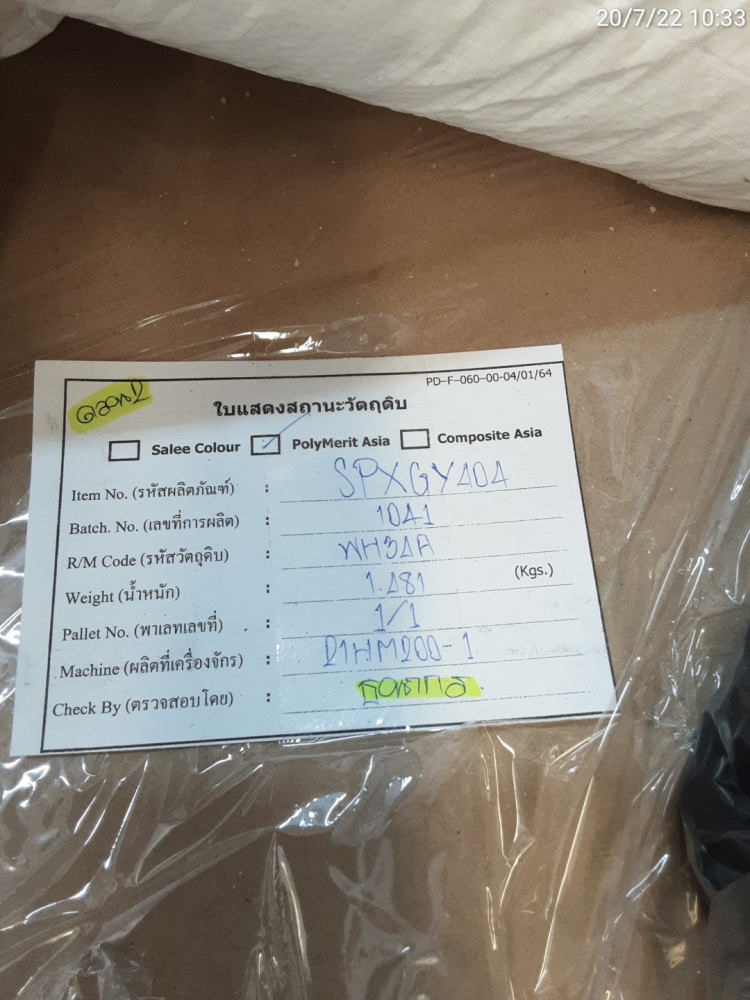 20/7/22 10:33
PD-F-060-00-04/01/64
ใบแสดงสถานะวัตถุดิบ
Salee Colour PolyMerit Asia Composite Asia
Item No. (รหัสผลิตภัณฑ์) : SPXGY404
Batch. No. (เลขที่การผลิต) : 1041
R/M Code (รหัสวัตถุดิบ) : WH34A
Weight (น้ำหนัก) : 1.481 (Kgs.)
Pallet No. (พาเลทเลขที่) : 1/1
Machine (ผลิตที่เครื่องจักร) : 21HM200-1
Check By (ตรวจสอบโดย) :